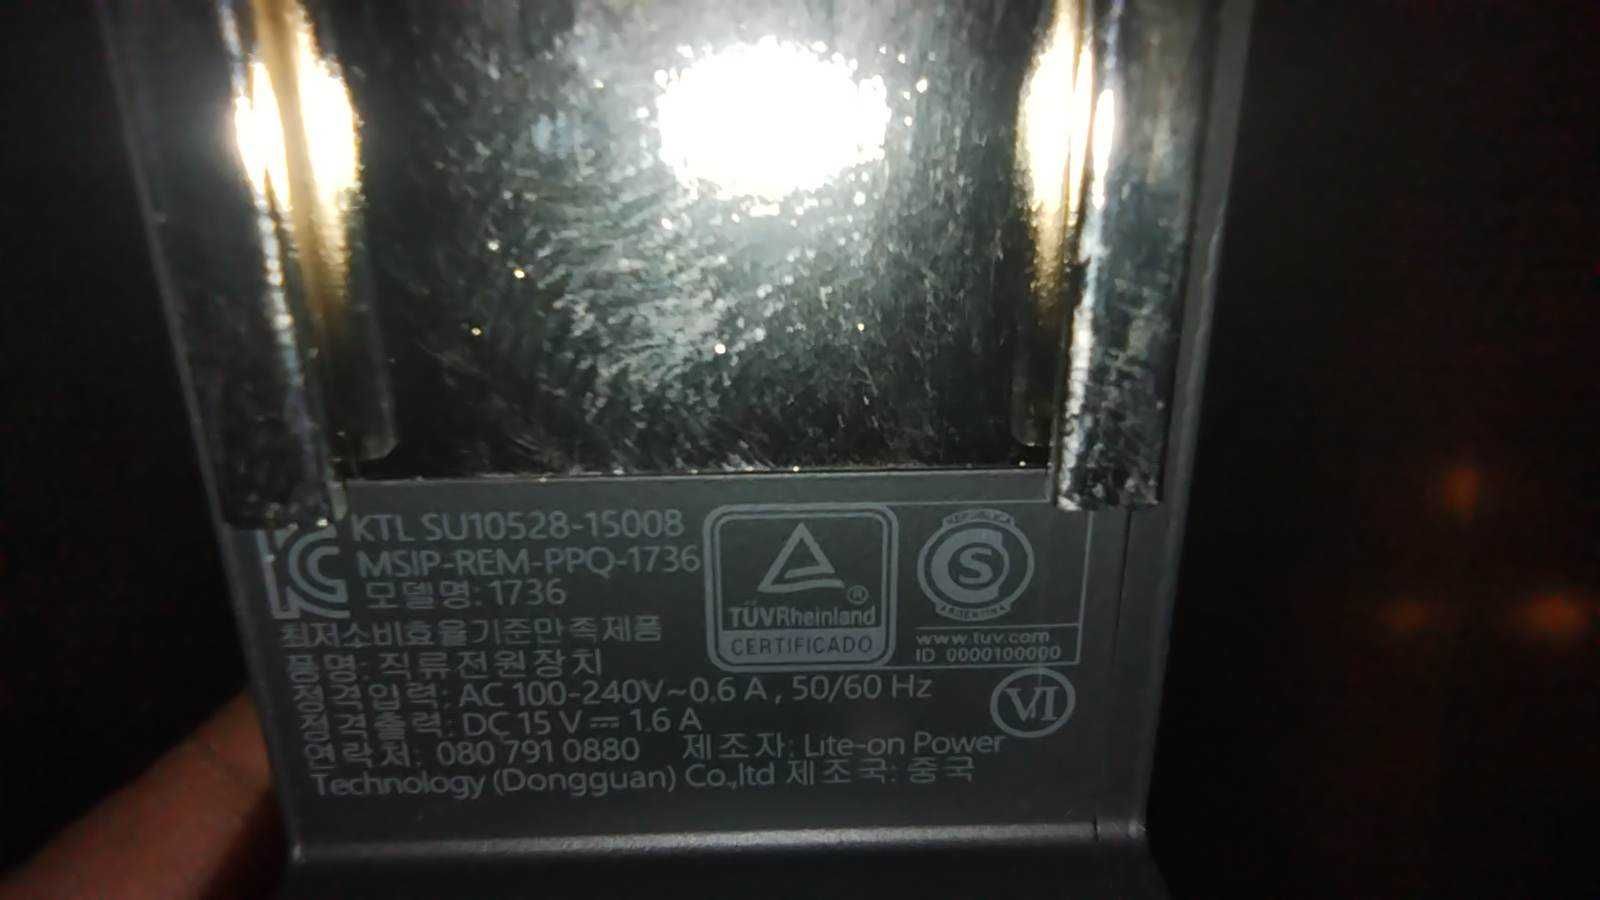 KC
KTL SU10528-15008
MSIP-REM-PPQ-1736
모델명: 1736
최저소비효율기준만족제품
품명: 직류전원장치
정격입력: AC 100-240V~0.6 A , 50/60 Hz
정격출력: DC 15 V ⎓ 1.6 A
연락처: 080 791 0880 제조자: Lite-on Power
Technology (Dongguan) Co.,ltd 제조국: 중국
TÜVRheinland ®
CERTIFICADO
S
ARGENTINA
www.tuv.com
ID 0000100000
VI